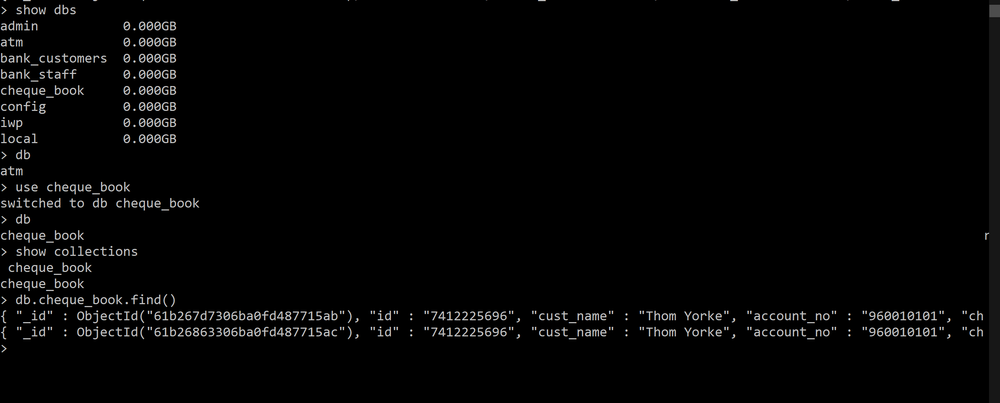 > show dbs
admin           0.000GB
atm             0.000GB
bank_customers  0.000GB
bank_staff      0.000GB
cheque_book     0.000GB
config          0.000GB
iwp             0.000GB
local           0.000GB
> db
atm
> use cheque_book
switched to db cheque_book
> db
cheque_book
r
> show collections
 cheque_book
cheque_book
> db.cheque_book.find()
{ "_id" : ObjectId("61b267d7306ba0fd487715ab"), "id" : "7412225696", "cust_name" : "Thom Yorke", "account_no" : "960010101", "ch
{ "_id" : ObjectId("61b26863306ba0fd487715ac"), "id" : "7412225696", "cust_name" : "Thom Yorke", "account_no" : "960010101", "ch
>